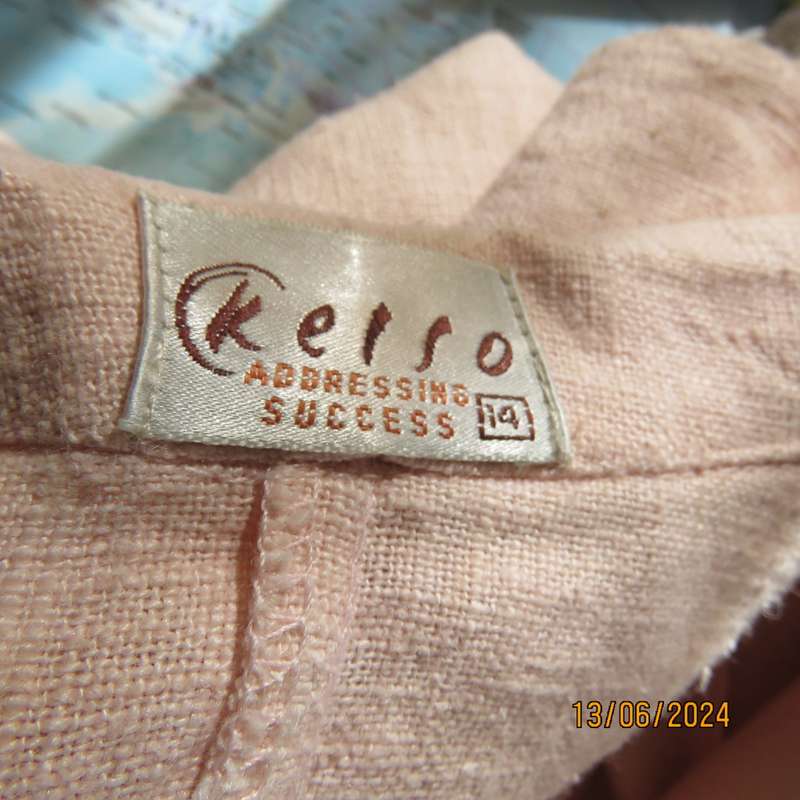 kelso
ADDRESSING
SUCCESS
14
13/06/2024